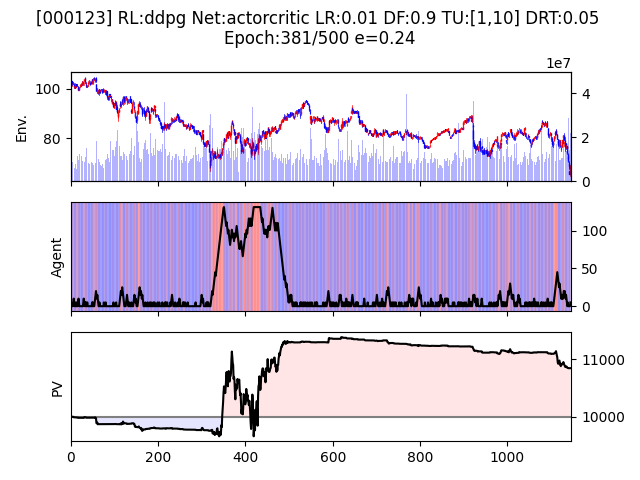 [000123] RL:ddpg Net:actorcritic LR:0.01 DF:0.9 TU:[1,10] DRT:0.05
Epoch:381/500 e=0.24
1e7
100
80
Env.
4
2
0
Agent
100
50
0
PV
11000
10000
0 200 400 600 800 1000